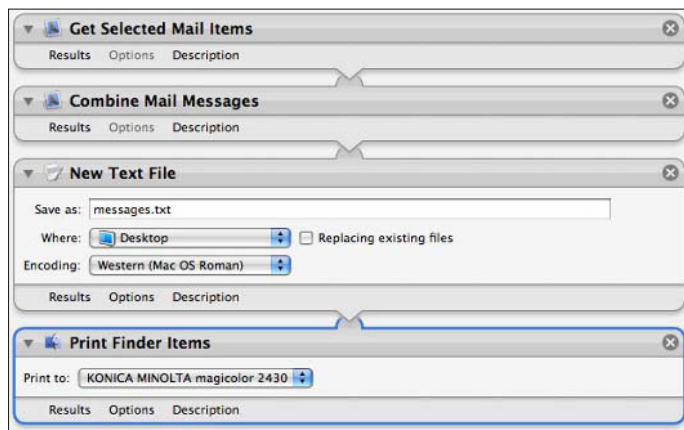 Get Selected Mail Items
Results Options Description
Combine Mail Messages
Results Options Description
New Text File
Save as: messages.txt
Where: Desktop Replacing existing files
Encoding: Western (Mac OS Roman)
Results Options Description
Print Finder Items
Print to: KONICA MINOLTA magicolor 2430
Results Options Description